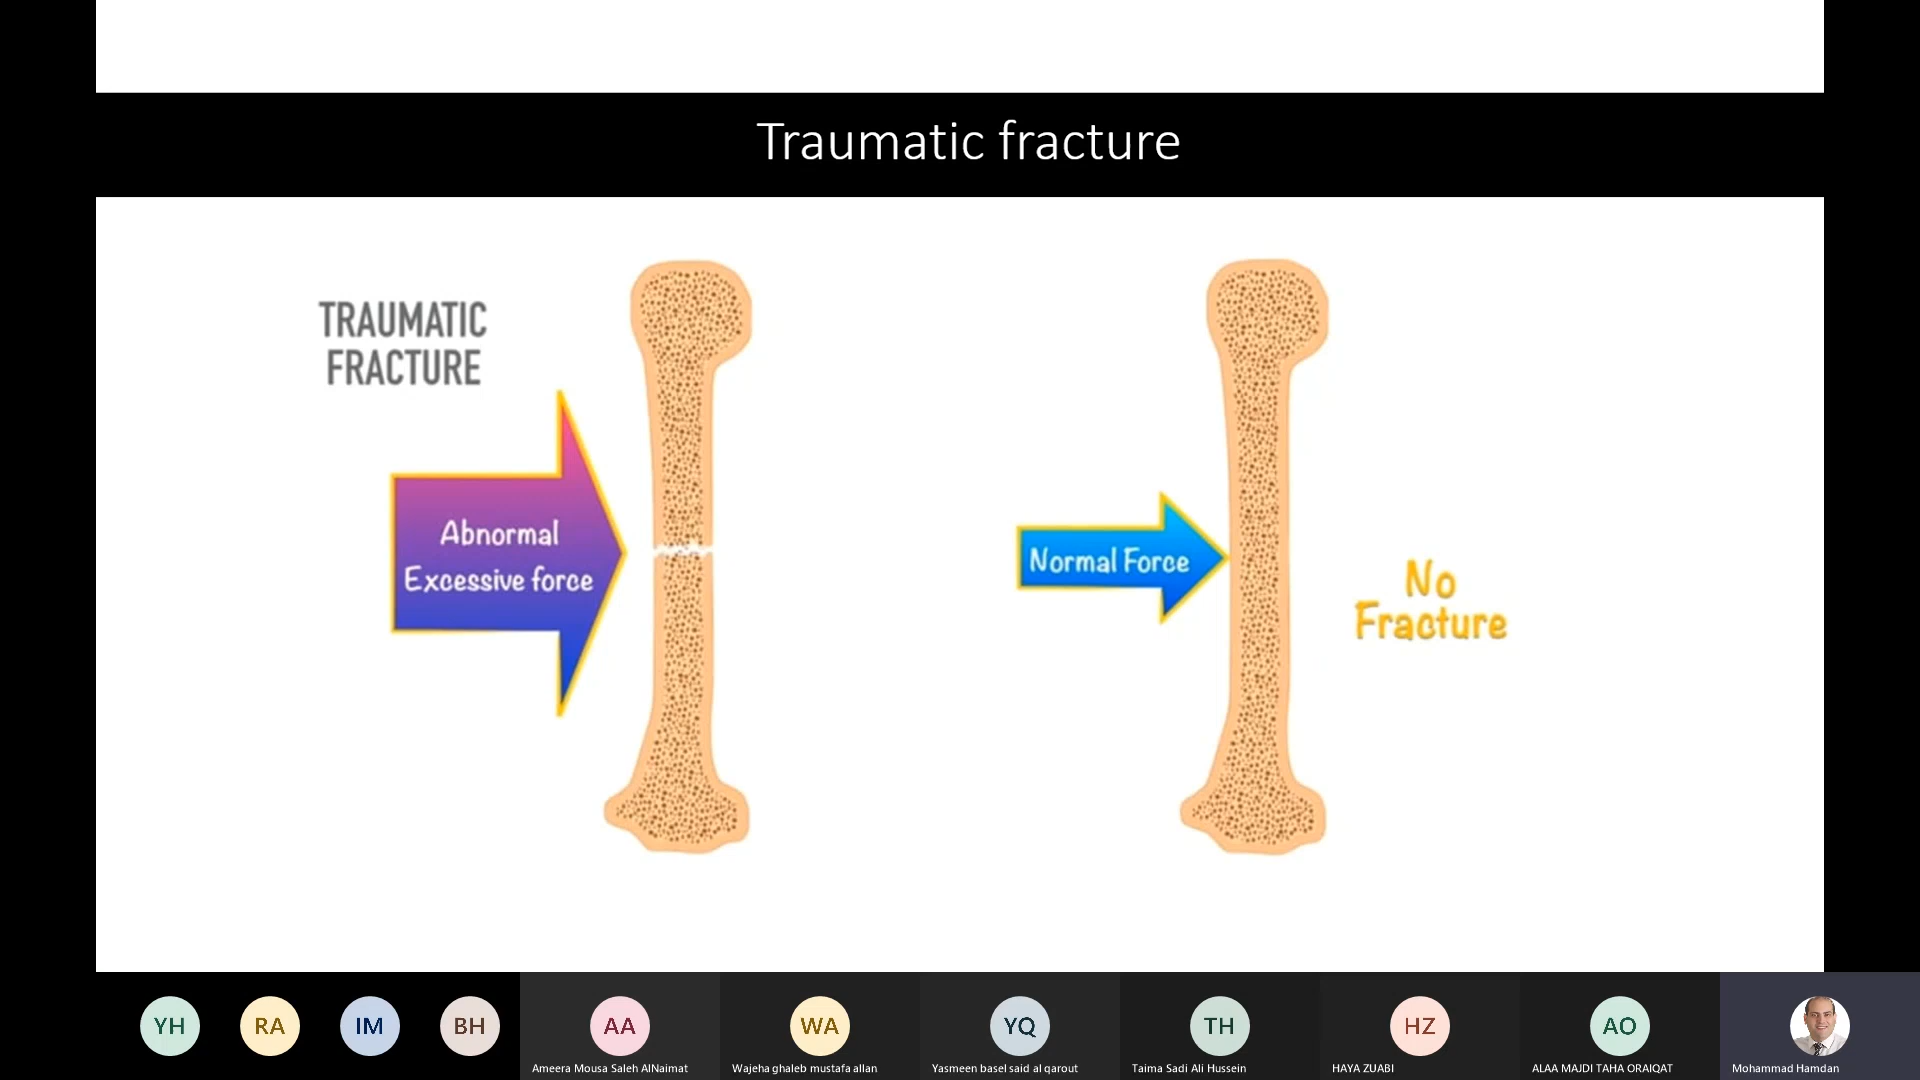 Traumatic fracture
TRAUMATIC
FRACTURE
Abnormal
Excessive force
Normal Force
No
Fracture
YH
RA
IM
BH
AA
WA
YQ
TH
HZ
AO
Ameera Mousa Saleh AlNaimat
Wajeha ghaleb mustafa allan
Yasmeen basel said al qarout
Taima Sadi Ali Hussein
HAYA ZUABI
ALAA MAJDI TAHA ORAIQAT
Mohammad Hamdan